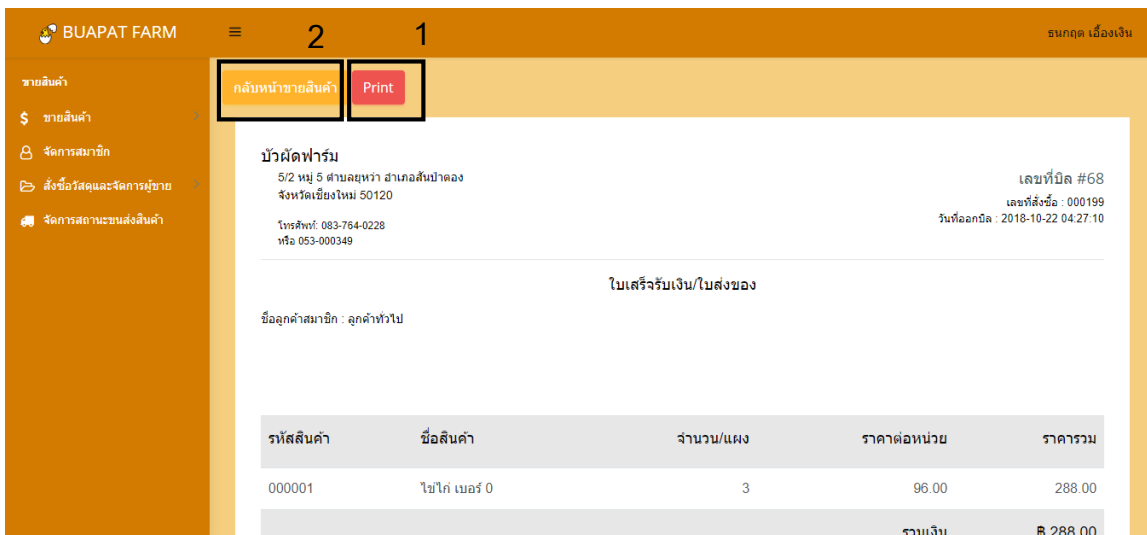 BUAPAT FARM
2
1
ธนกฤต เอื้องเงิน
ขายสินค้า
ขายสินค้า
จัดการสมาชิก
สั่งซื้อวัสดุและจัดการผู้ขาย
จัดการสถานะขนส่งสินค้า
กลับหน้าขายสินค้า
Print
บัวผัดฟาร์ม
5/2 หมู่ 5 ตำบลยุหว่า อำเภอสันป่าตอง
จังหวัดเชียงใหม่ 50120
โทรศัพท์: 083-764-0228
หรือ 053-000349
เลขที่บิล #68
เลขที่สั่งซื้อ : 000199
วันที่ออกบิล : 2018-10-22 04:27:10
ใบเสร็จรับเงิน/ใบส่งของ
ชื่อลูกค้าสมาชิก : ลูกค้าทั่วไป
รหัสสินค้า ชื่อสินค้า จำนวน/แผง ราคาต่อหน่วย ราคารวม
000001 ไข่ไก่ เบอร์ 0 3 96.00 288.00
รวมเงิน ฿ 288.00